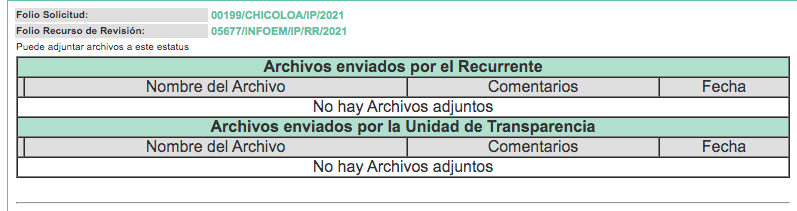 Folio Solicitud: 00199/CHICOLOA/IP/2021
Folio Recurso de Revisión: 05677/INFOEM/IP/RR/2021
Puede adjuntar archivos a este estatus
Archivos enviados por el Recurrente
Nombre del Archivo Comentarios Fecha
No hay Archivos adjuntos
Archivos enviados por la Unidad de Transparencia
Nombre del Archivo Comentarios Fecha
No hay Archivos adjuntos